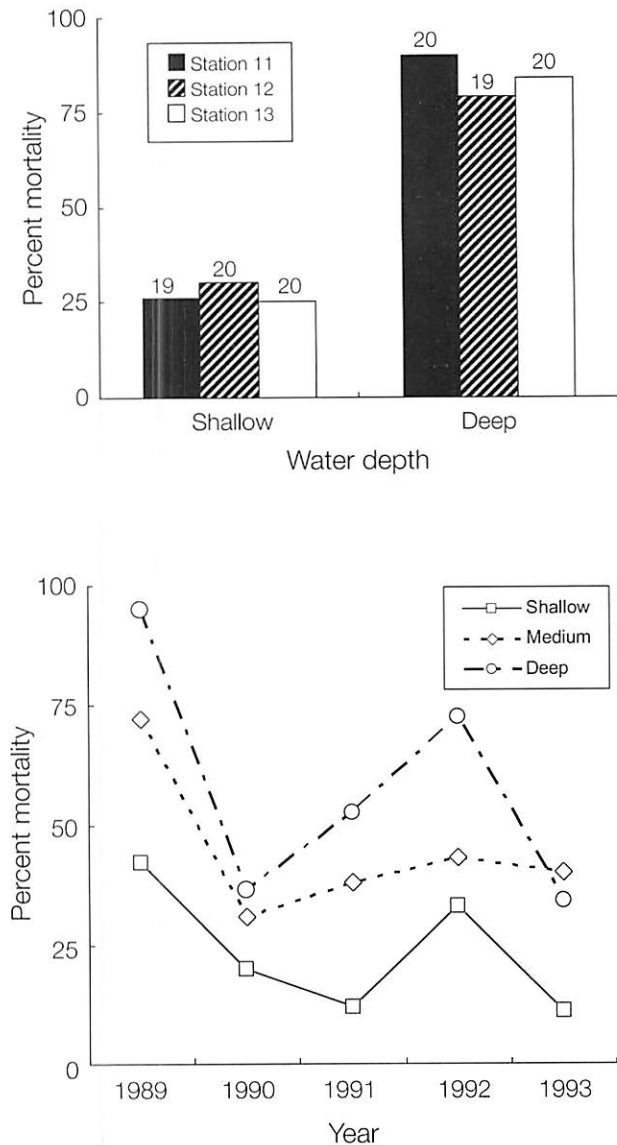 100
75
50
25
0
Percent mortality
Station 11
Station 12
Station 13
19
20
20
20
19
20
Shallow
Deep
Water depth
100
75
50
25
0
Percent mortality
Shallow
Medium
Deep
1989
1990
1991
1992
1993
Year